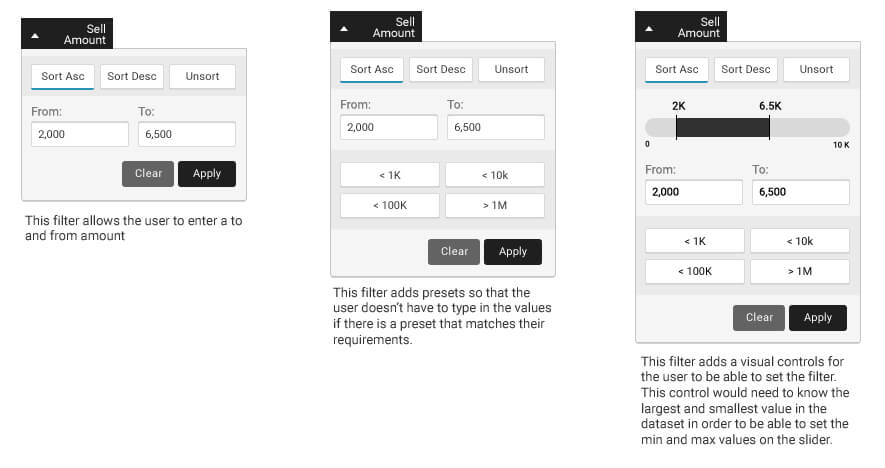 Sell
Amount
Sort Asc
Sort Desc
Unsort
From:
To:
2,000
6,500
Clear
Apply
This filter allows the user to enter a to
and from amount
Sell
Amount
Sort Asc
Sort Desc
Unsort
From:
To:
2,000
6,500
< 1K
< 10k
< 100K
> 1M
Clear
Apply
This filter adds presets so that the
user doesn't have to type in the values
if there is a preset that matches their
requirements.
Sell
Amount
Sort Asc
Sort Desc
Unsort
2K
6.5K
0
10 K
From:
To:
2,000
6,500
< 1K
< 10k
< 100K
> 1M
Clear
Apply
This filter adds a visual controls for
the user to be able to set the filter.
This control would need to know the
largest and smallest value in the
dataset in order to be able to set the
min and max values on the slider.